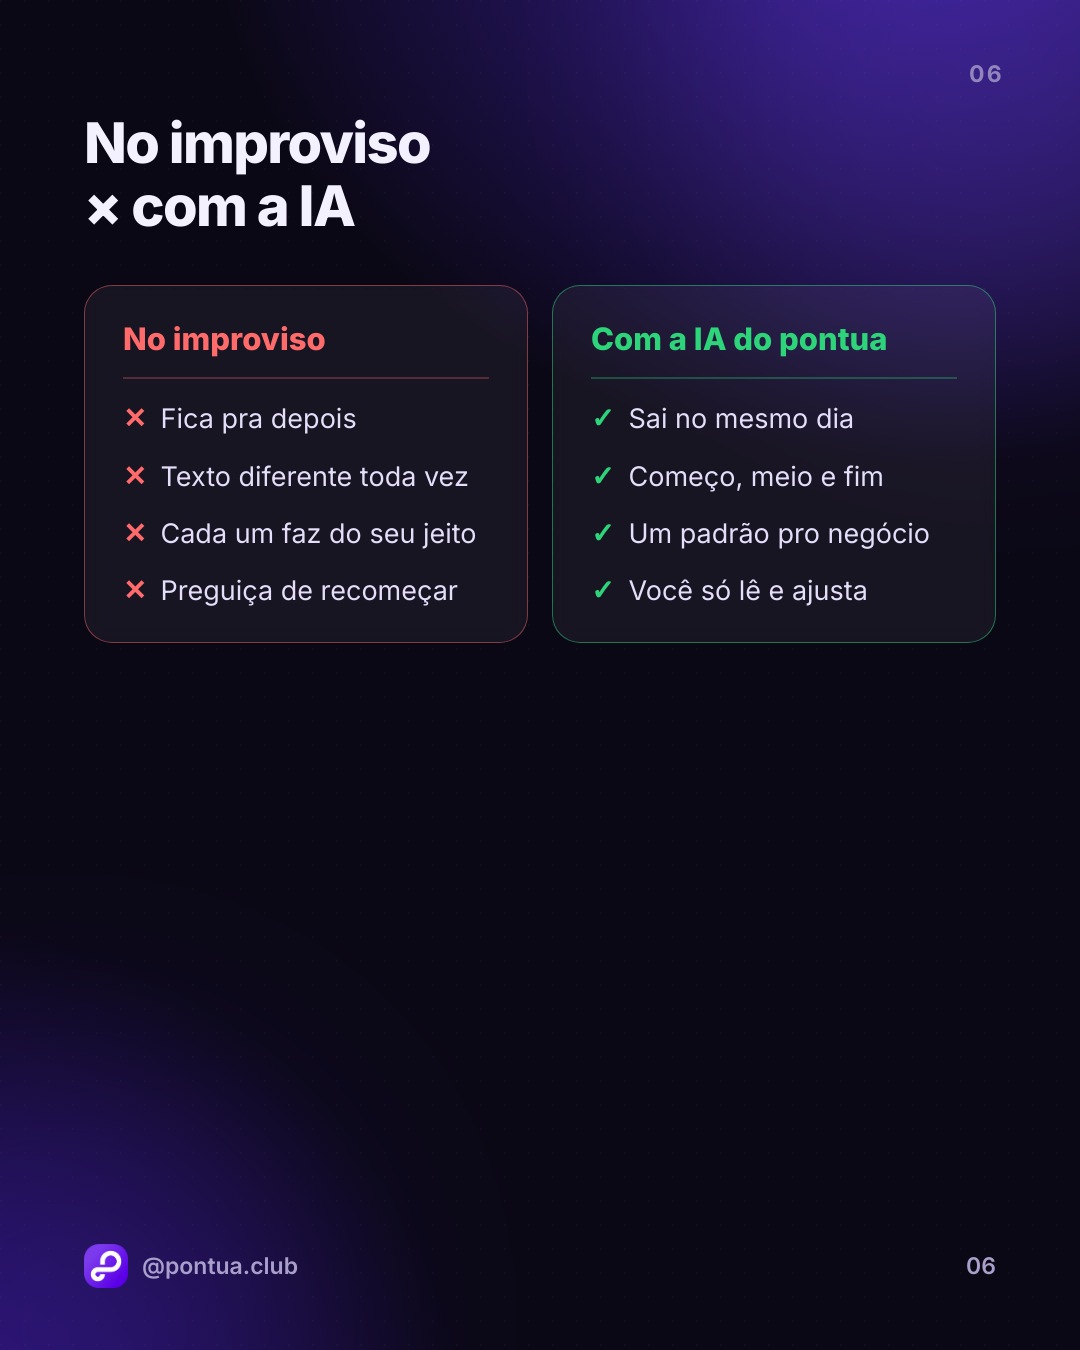 06
No improviso
× com a IA
No improviso
✕ Fica pra depois
✕ Texto diferente toda vez
✕ Cada um faz do seu jeito
✕ Preguiça de recomeçar
Com a IA do pontua
✓ Sai no mesmo dia
✓ Começo, meio e fim
✓ Um padrão pro negócio
✓ Você só lê e ajusta
@pontua.club
06